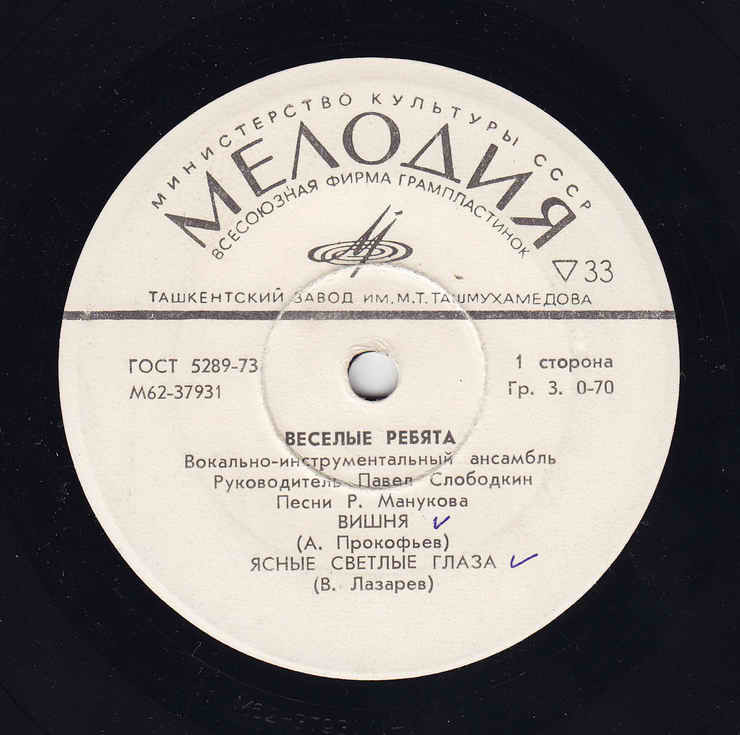 МИНИСТЕРСТВО КУЛЬТУРЫ СССР
МЕЛОДИЯ
ВСЕСОЮЗНАЯ ФИРМА ГРАМПЛАСТИНОК
▽33
ТАШКЕНТСКИЙ ЗАВОД ИМ. М.Т. ТАШМУХАМЕДОВА
ГОСТ 5289-73
М62-37931
1 сторона
Гр. 3. 0-70
ВЕСЕЛЫЕ РЕБЯТА
Вокально-инструментальный ансамбль
Руководитель Павел Слободкин
Песни Р. Манукова
ВИШНЯ
(А. Прокофьев)
ЯСНЫЕ СВЕТЛЫЕ ГЛАЗА
(В. Лазарев)